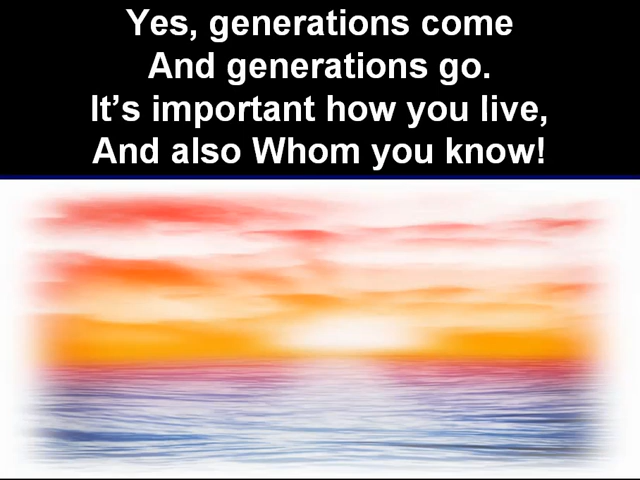 Yes, generations come
And generations go.
It’s important how you live,
And also Whom you know!